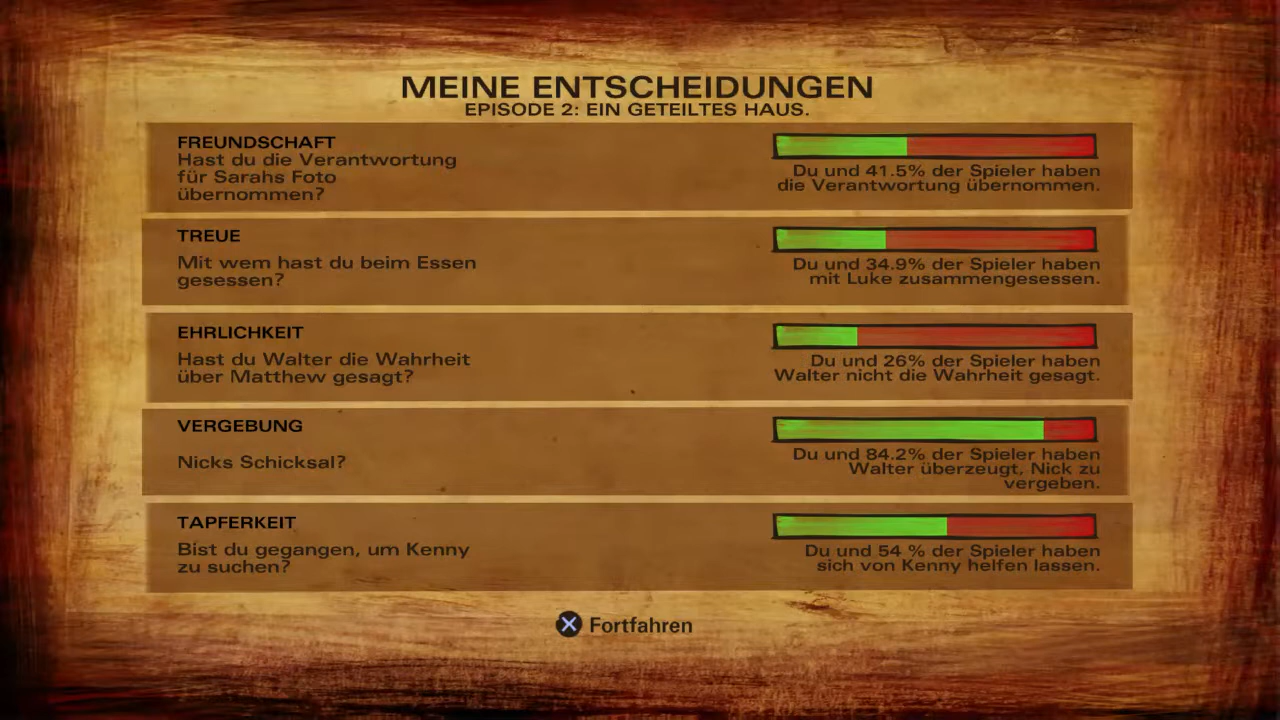 MEINE ENTSCHEIDUNGEN
EPISODE 2: EIN GETEILTES HAUS.
FREUNDSCHAFT
Hast du die Verantwortung
für Sarahs Foto
übernommen?
Du und 41.5% der Spieler haben
die Verantwortung übernommen.
TREUE
Mit wem hast du beim Essen
gesessen?
Du und 34.9% der Spieler haben
mit Luke zusammengesessen.
EHRLICHKEIT
Hast du Walter die Wahrheit
über Matthew gesagt?
Du und 26% der Spieler haben
Walter nicht die Wahrheit gesagt.
VERGEBUNG
Nicks Schicksal?
Du und 84.2% der Spieler haben
Walter überzeugt, Nick zu
vergeben.
TAPFERKEIT
Bist du gegangen, um Kenny
zu suchen?
Du und 54 % der Spieler haben
sich von Kenny helfen lassen.
Fortfahren